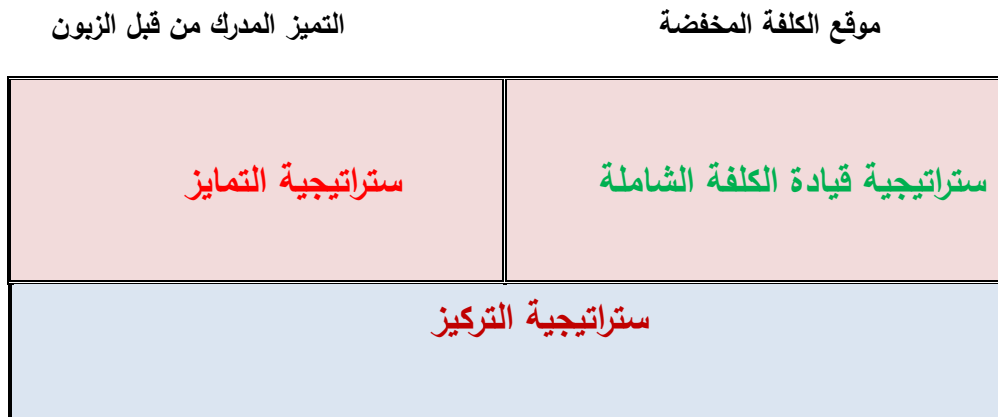 موقع الكلفة المخفضة
التميز المدرك من قبل الزبون
ستراتيجية قيادة الكلفة الشاملة
ستراتيجية التمايز
ستراتيجية التركيز